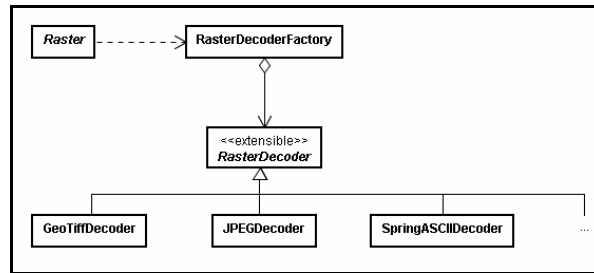 Raster
RasterDecoderFactory
<<extensible>>
RasterDecoder
GeoTiffDecoder
JPEGDecoder
SpringASCIIDecoder
...